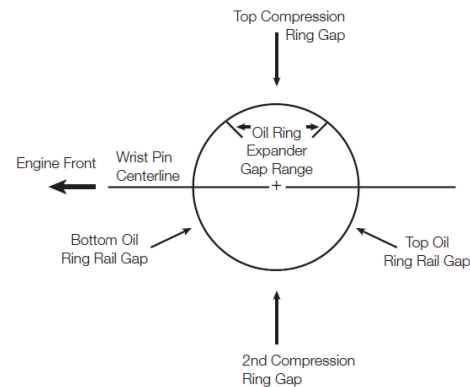 Top Compression
Ring Gap
Oil Ring
Expander
Gap Range
+
Engine Front
Wrist Pin
Centerline
Bottom Oil
Ring Rail Gap
Top Oil
Ring Rail Gap
2nd Compression
Ring Gap